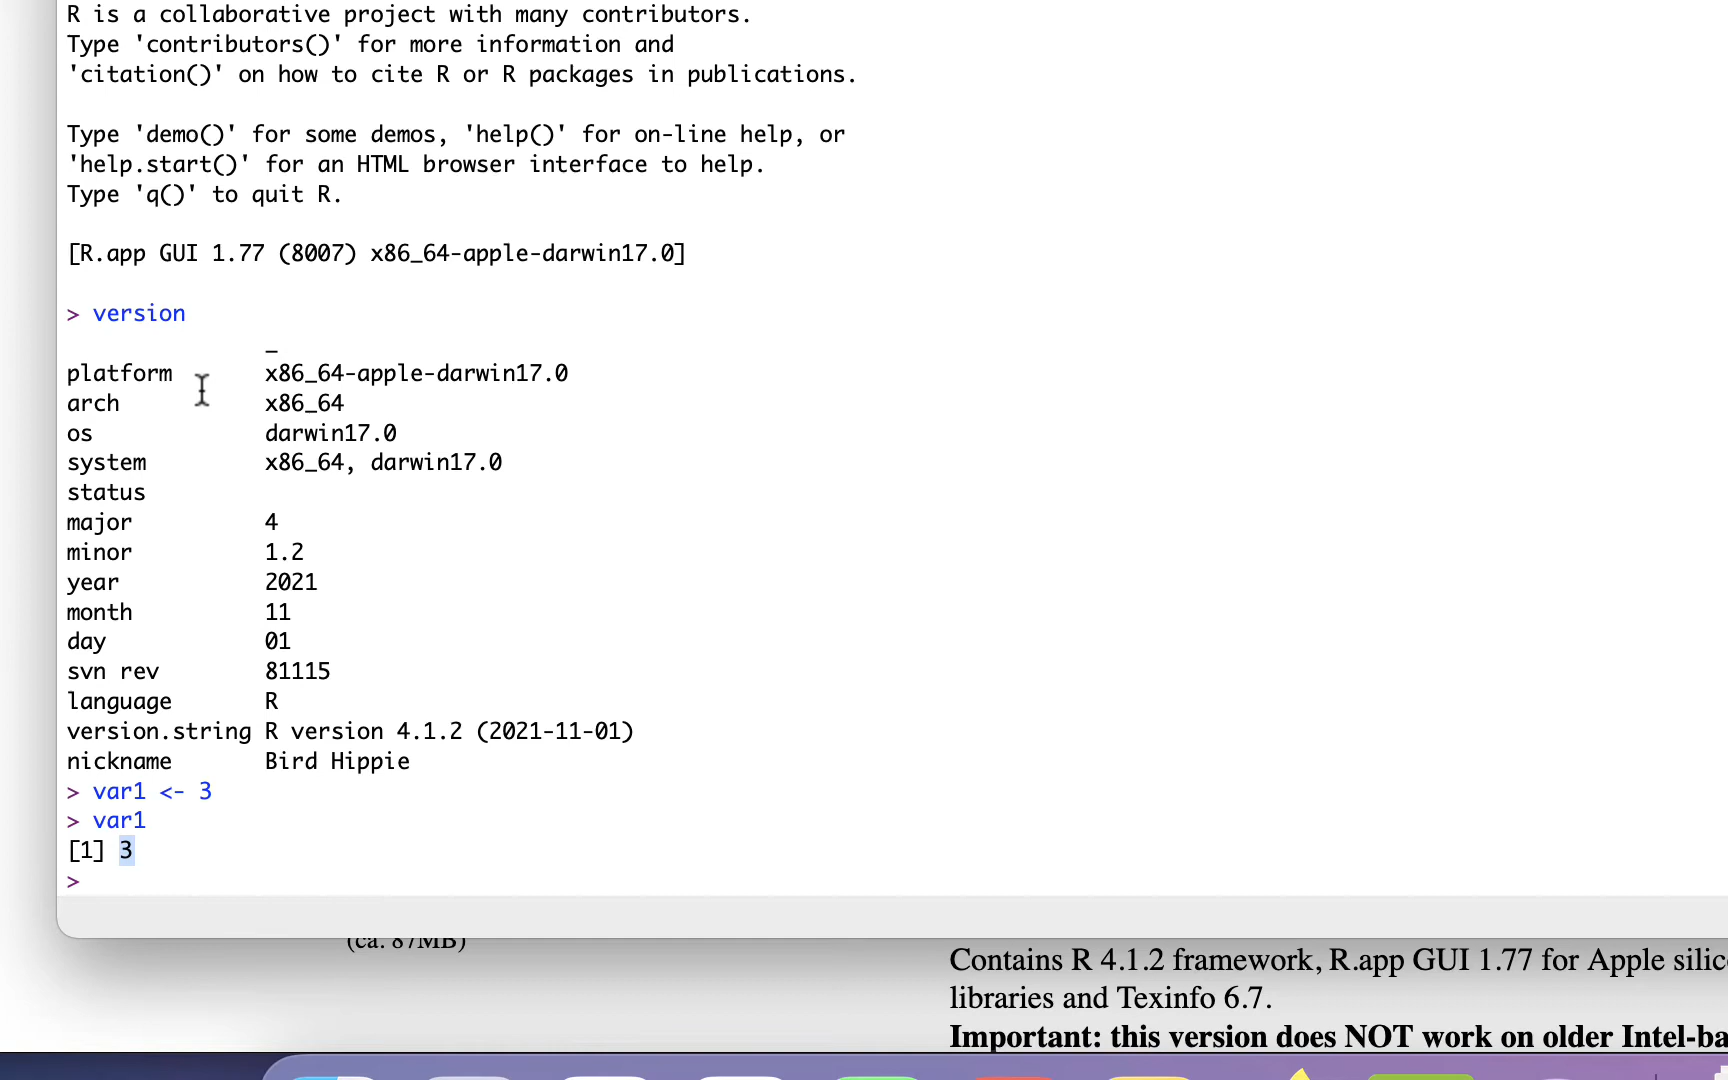 R is a collaborative project with many contributors.
Type 'contributors()' for more information and
'citation()' on how to cite R or R packages in publications.
Type 'demo()' for some demos, 'help()' for on-line help, or
'help.start()' for an HTML browser interface to help.
Type 'q()' to quit R.
[R.app GUI 1.77 (8007) x86_64-apple-darwin17.0]
> version
_
platform x86_64-apple-darwin17.0
arch x86_64
os darwin17.0
system x86_64, darwin17.0
status
major 4
minor 1.2
year 2021
month 11
day 01
svn rev 81115
language R
version.string R version 4.1.2 (2021-11-01)
nickname Bird Hippie
> var1 <- 3
> var1
[1] 3
>
(ca. 87MB)
Contains R 4.1.2 framework, R.app GUI 1.77 for Apple
libraries and Texinfo 6.7.
Important: this version does NOT work on older